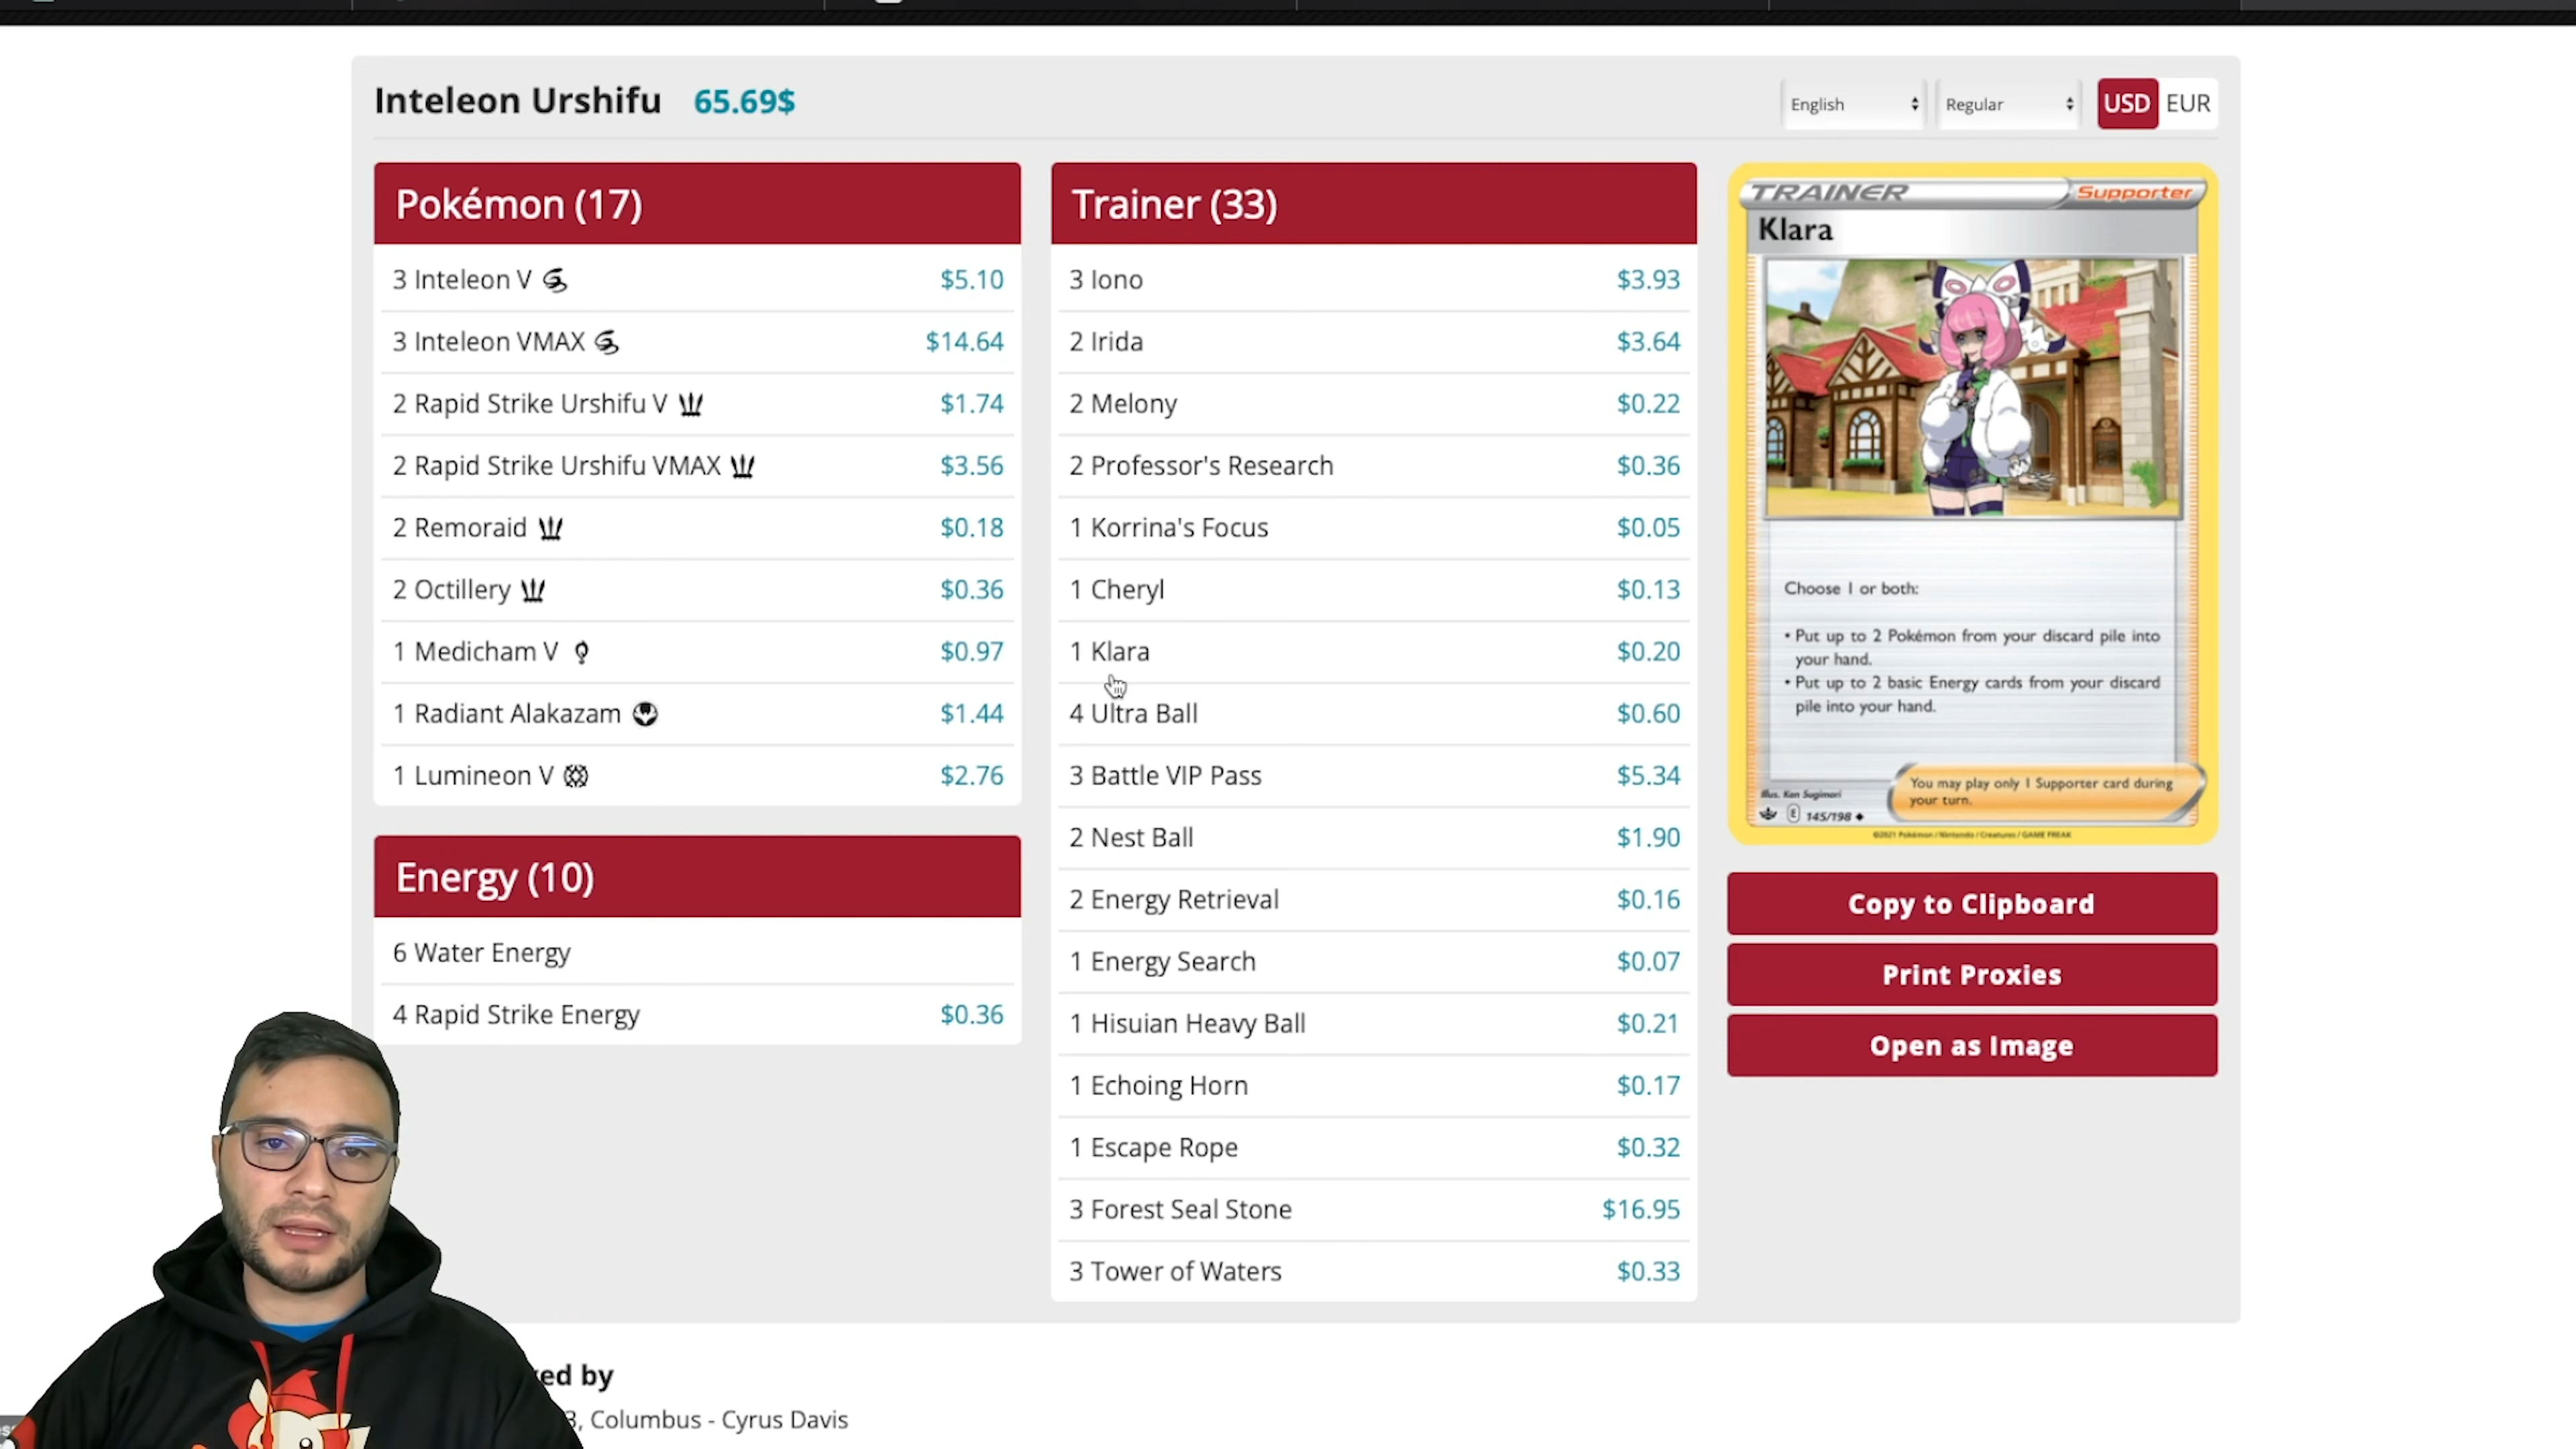 Inteleon Urshifu 65.69$
English
Regular
USD EUR
Pokémon (17)
3 Inteleon V $5.10
3 Inteleon VMAX $14.64
2 Rapid Strike Urshifu V $1.74
2 Rapid Strike Urshifu VMAX $3.56
2 Remoraid $0.18
2 Octillery $0.36
1 Medicham V $0.97
1 Radiant Alakazam $1.44
1 Lumineon V $2.76
Energy (10)
6 Water Energy
4 Rapid Strike Energy $0.36
Trainer (33)
3 Iono $3.93
2 Irida $3.64
2 Melony $0.22
2 Professor's Research $0.36
1 Korrina's Focus $0.05
1 Cheryl $0.13
1 Klara $0.20
4 Ultra Ball $0.60
3 Battle VIP Pass $5.34
2 Nest Ball $1.90
2 Energy Retrieval $0.16
1 Energy Search $0.07
1 Hisuian Heavy Ball $0.21
1 Echoing Horn $0.17
1 Escape Rope $0.32
3 Forest Seal Stone $16.95
3 Tower of Waters $0.33
TRAINER Supporter
Klara
Choose 1 or both:
• Put up to 2 Pokémon from your discard pile into
your hand.
• Put up to 2 basic Energy cards from your discard
pile into your hand.
You may play only 1 Supporter card during
your turn.
Illus. Ken Sugimori
E 145/198
©2021 Pokémon / Nintendo / Creatures / GAME FREAK
Copy to Clipboard
Print Proxies
Open as Image
ed by
3, Columbus - Cyrus Davis